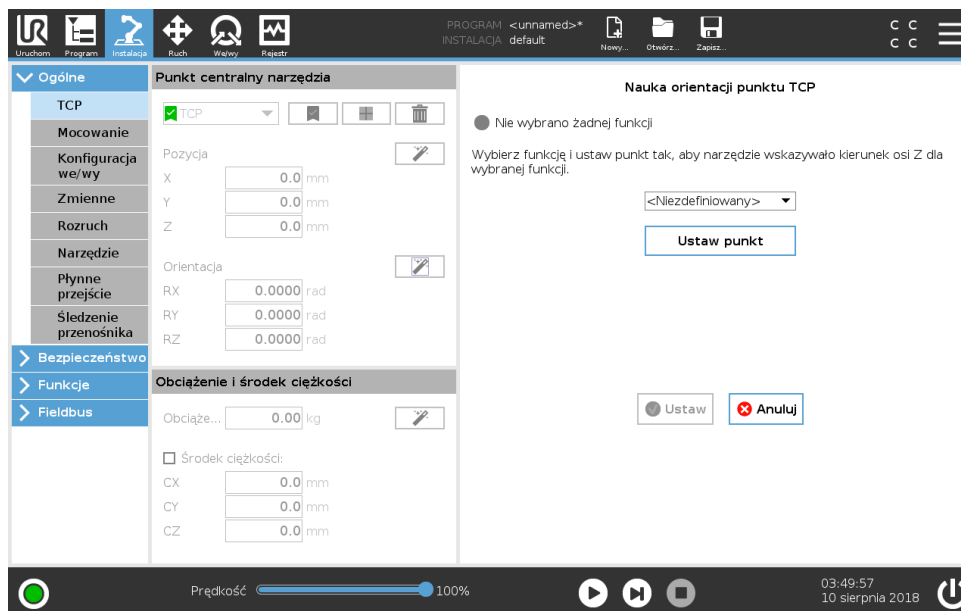 PROGRAM <unnamed>*
INSTALACJA default
Uruchom
Program
Instalacja
Ruch
We/wy
Rejestr
Nowy...
Otwórz...
Zapisz...
C C
C C
Ogólne
TCP
Mocowanie
Konfiguracja
we/wy
Zmienne
Rozruch
Narzędzie
Płynne
przejście
Śledzenie
przenośnika
Bezpieczeństwo
Funkcje
Fieldbus
Punkt centralny narzędzia
TCP
Pozycja
X 0.0 mm
Y 0.0 mm
Z 0.0 mm
Orientacja
RX 0.0000 rad
RY 0.0000 rad
RZ 0.0000 rad
Obciążenie i środek ciężkości
Obciąże... 0.00 kg
Środek ciężkości:
CX 0.0 mm
CY 0.0 mm
CZ 0.0 mm
Nauka orientacji punktu TCP
Nie wybrano żadnej funkcji
Wybierz funkcję i ustaw punkt tak, aby narzędzie wskazywało kierunek osi Z dla
wybranej funkcji.
<Niezdefiniowany>
Ustaw punkt
Ustaw
Anuluj
Prędkość 100%
03:49:57
10 sierpnia 2018